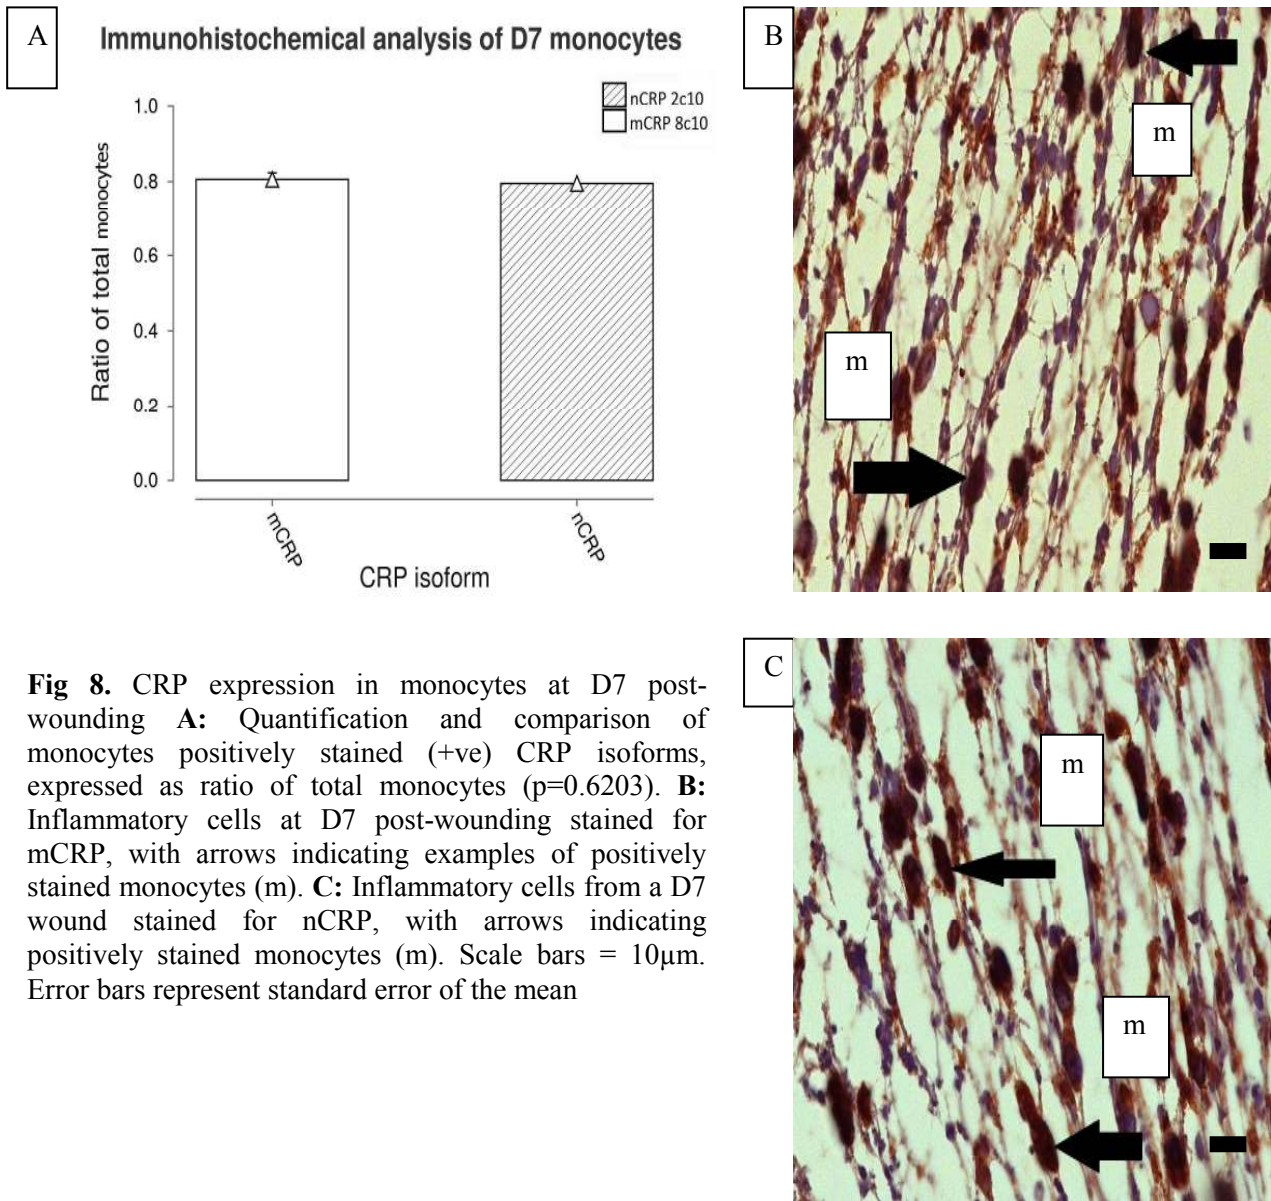 A
Immunohistochemical analysis of D7 monocytes
nCRP 2c10
mCRP 8c10
Ratio of total monocytes
1.0
0.8
0.6
0.4
0.2
0.0
mCRP
nCRP
CRP isoform
B
m
m
C
m
m
Fig 8. CRP expression in monocytes at D7 post-
wounding A: Quantification and comparison of
monocytes positively stained (+ve) CRP isoforms,
expressed as ratio of total monocytes (p=0.6203). B:
Inflammatory cells at D7 post-wounding stained for
mCRP, with arrows indicating examples of positively
stained monocytes (m). C: Inflammatory cells from a D7
wound stained for nCRP, with arrows indicating
positively stained monocytes (m). Scale bars = 10μm.
Error bars represent standard error of the mean